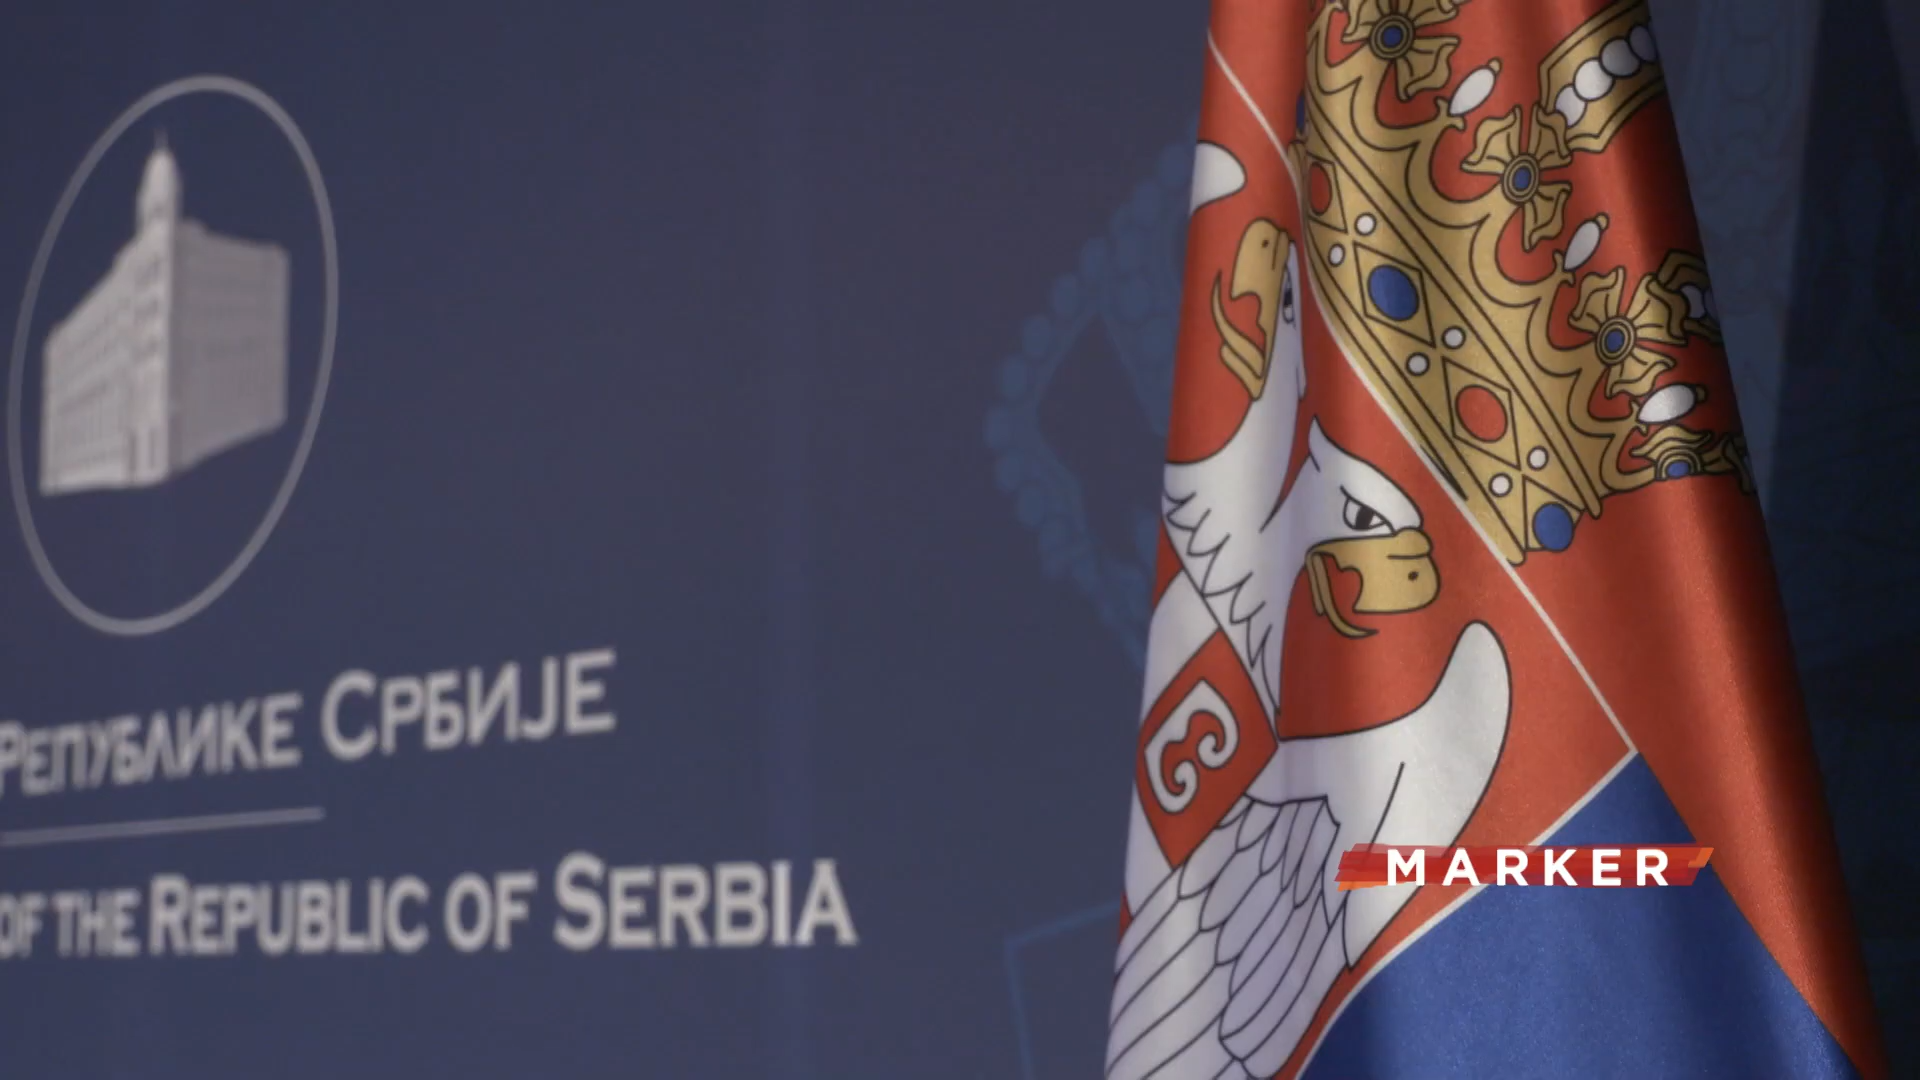 РЕПУБЛИКЕ СРБИЈЕ
OF THE REPUBLIC OF SERBIA
MARKER